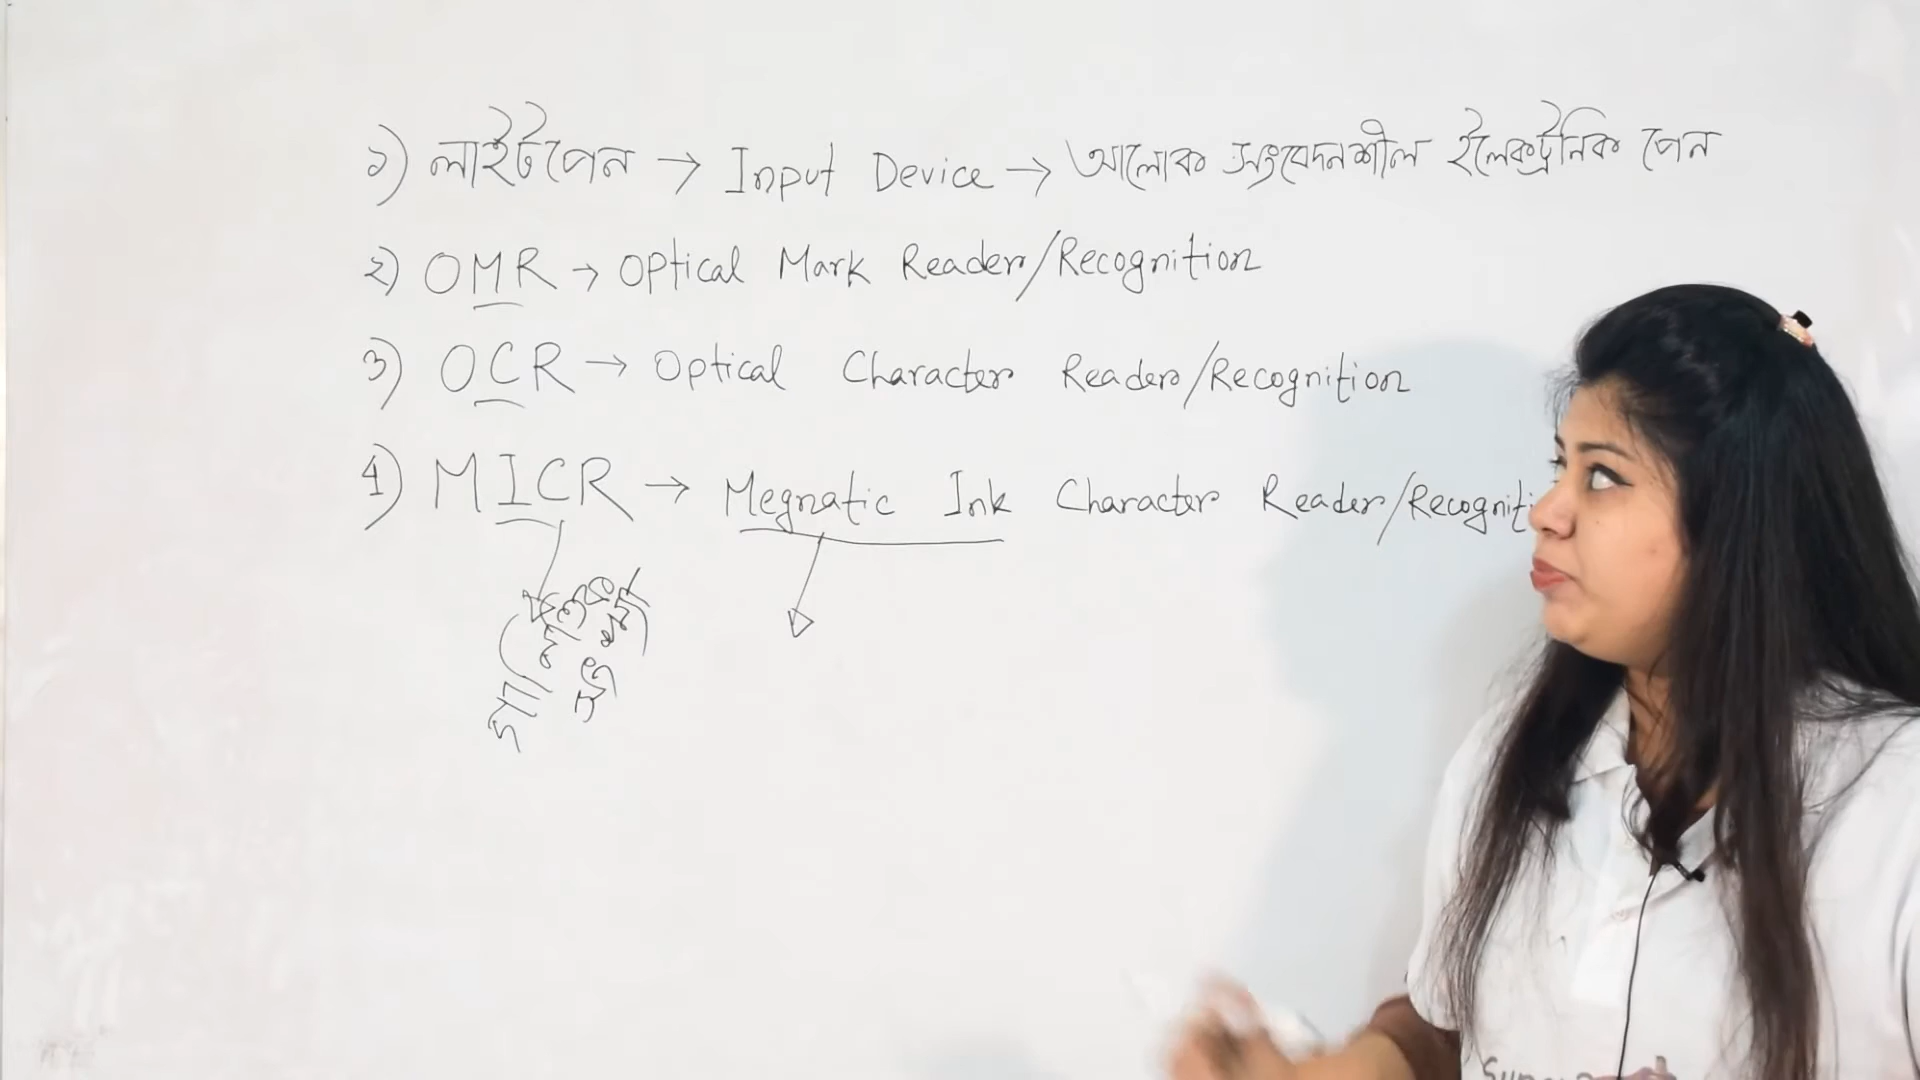 ১) লাইটপেন → Input Device → আলোক সংবেদনশীল ইলেকট্রনিক পেন
২) OMR → Optical Mark Reader/Recognition
৩) OCR → Optical Character Reader/Recognition
৪) MICR → Megnatic Ink Character Reader/Recogniti